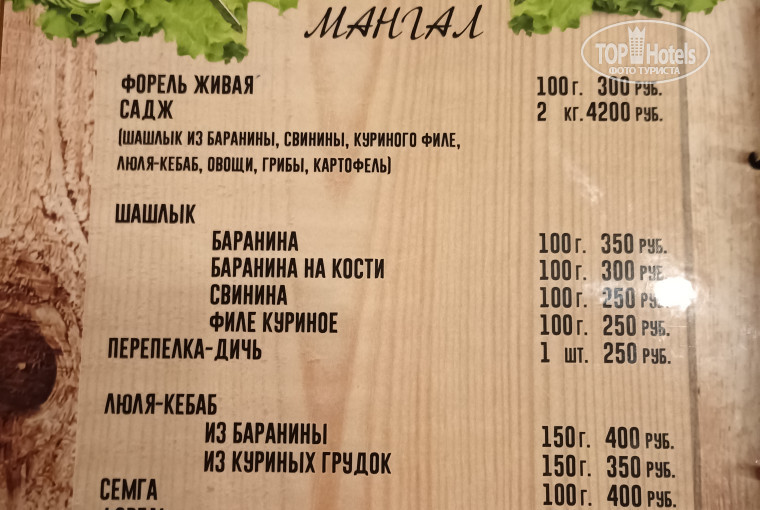 МАНГАЛ
TOP Hotels
ФОТО ТУРИСТА
ФОРЕЛЬ ЖИВАЯ 100 Г. 300 РУБ.
САДЖ 2 КГ. 4200 РУБ.
(ШАШЛЫК ИЗ БАРАНИНЫ, СВИНИНЫ, КУРИНОГО ФИЛЕ,
ЛЮЛЯ-КЕБАБ, ОВОЩИ, ГРИБЫ, КАРТОФЕЛЬ)
ШАШЛЫК
БАРАНИНА 100 Г. 350 РУБ.
БАРАНИНА НА КОСТИ 100 Г. 300 РУБ.
СВИНИНА 100 Г. 250 РУБ.
ФИЛЕ КУРИНОЕ 100 Г. 250 РУБ.
ПЕРЕПЕЛКА-ДИЧЬ 1 ШТ. 250 РУБ.
ЛЮЛЯ-КЕБАБ
ИЗ БАРАНИНЫ 150 Г. 400 РУБ.
ИЗ КУРИНЫХ ГРУДОК 150 Г. 350 РУБ.
СЕМГА 100 Г. 400 РУБ.